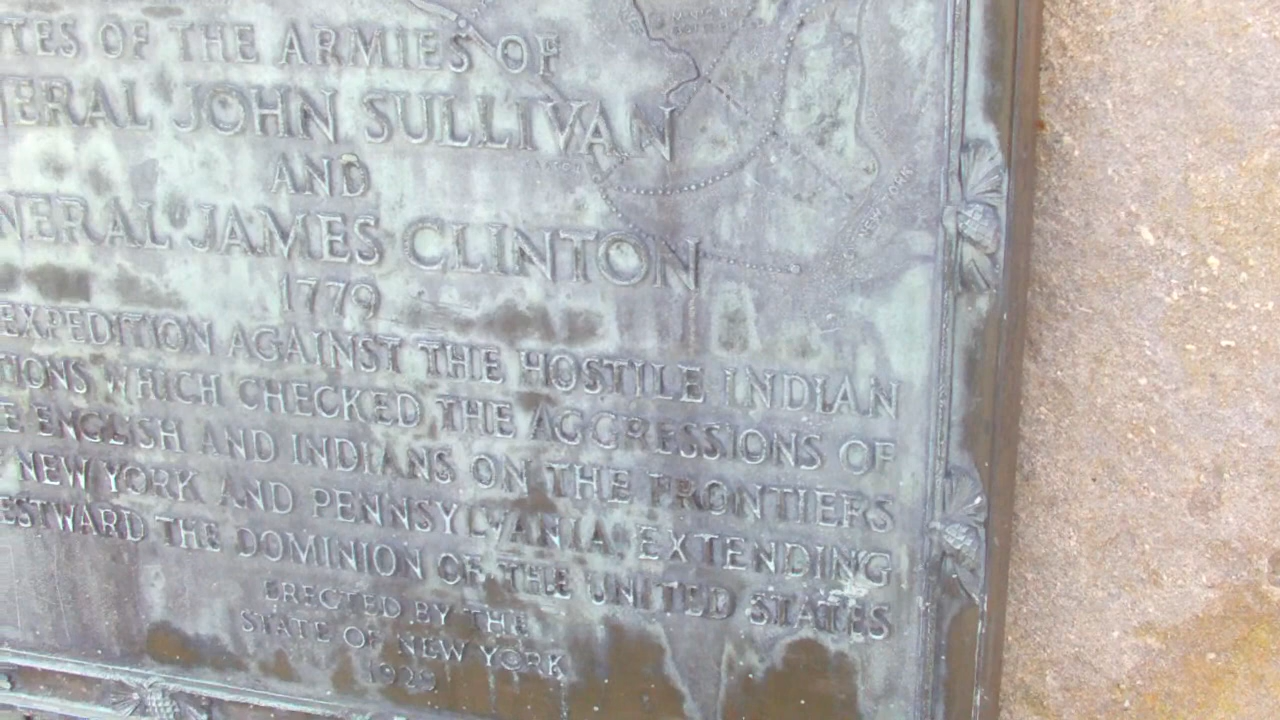 TES OF THE ARMIES OF
NERAL JOHN SULLIVAN
AND
NERAL JAMES CLINTON
1779
EXPEDITION AGAINST THE HOSTILE INDIAN
TIONS WHICH CHECKED THE AGGRESSIONS OF
E ENGLISH AND INDIANS ON THE FRONTIERS
NEW YORK AND PENNSYLVANIA EXTENDING
ESTWARD THE DOMINION OF THE UNITED STATES
ERECTED BY THE
STATE OF NEW YORK
1929
NEW YORK